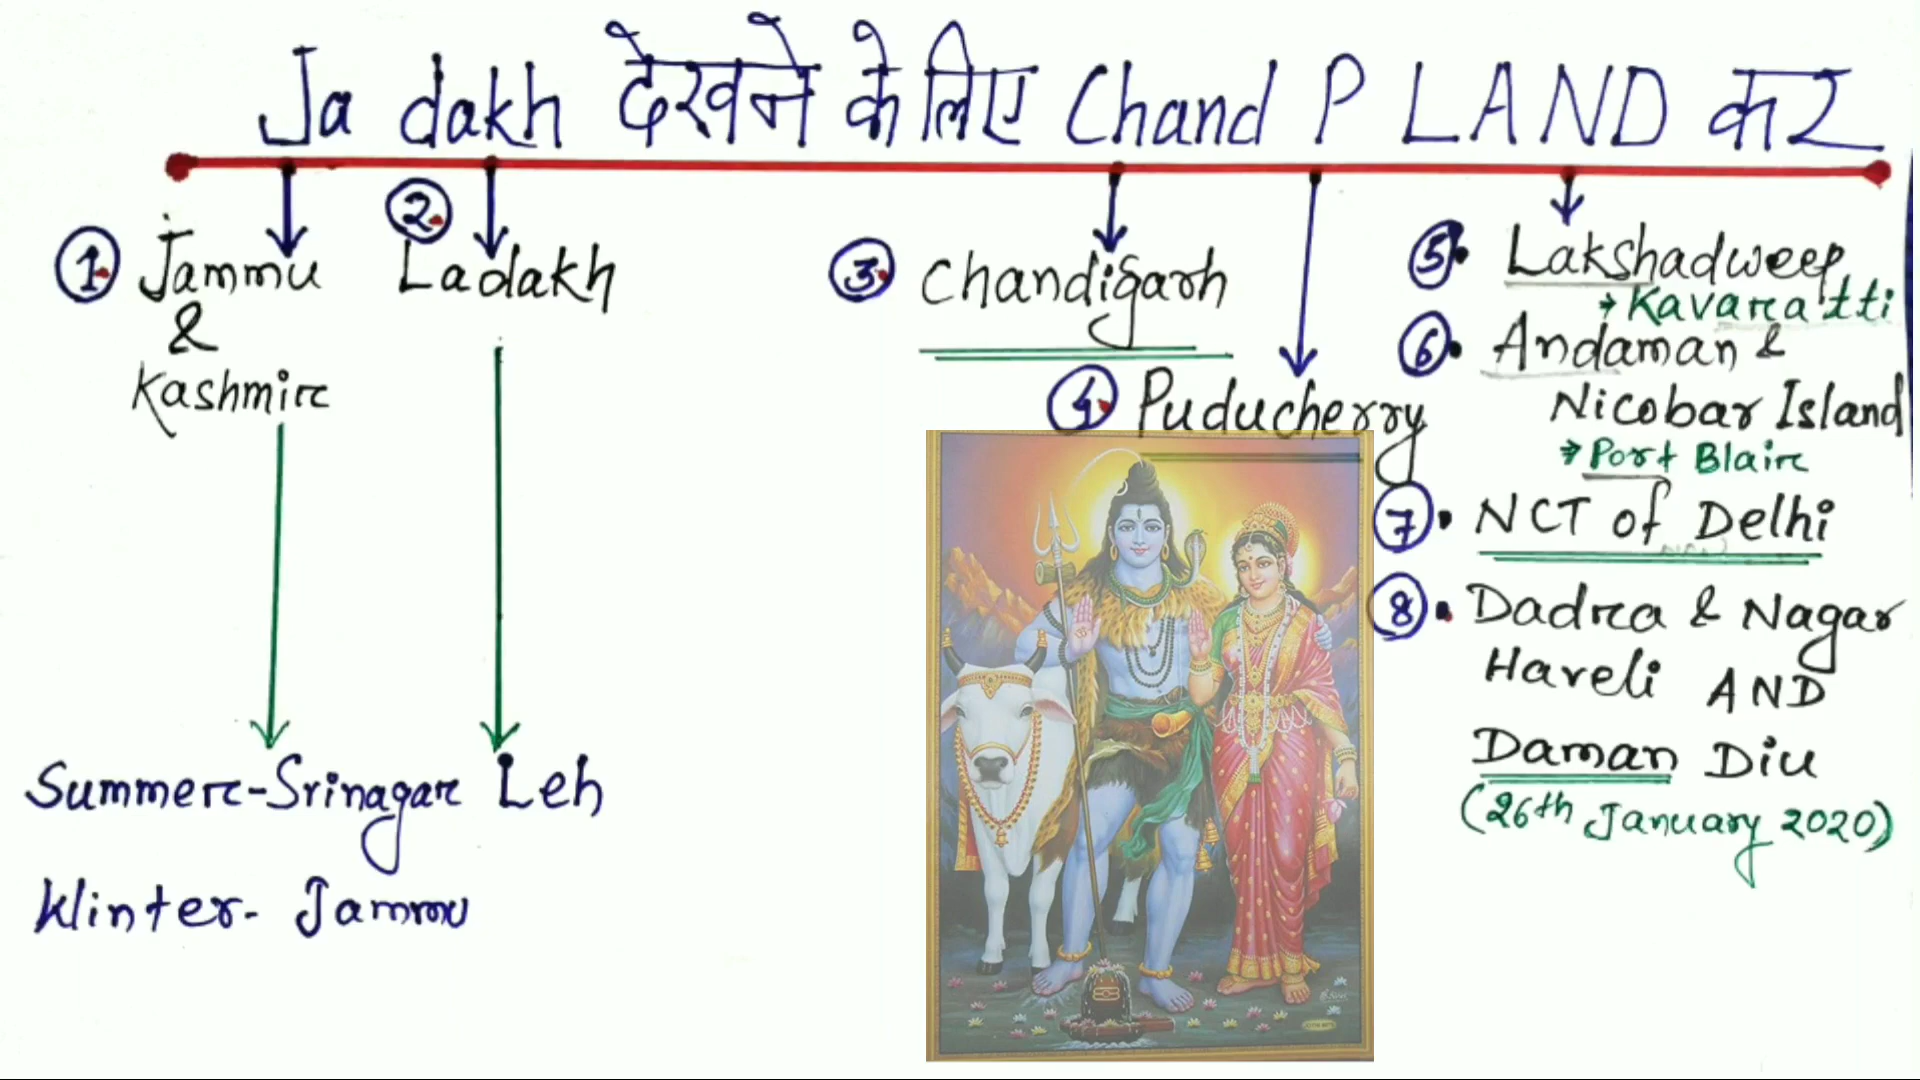 Ja dakh देखने के लिए Chand P LAND कर
1. Jammu
&
Kashmir
2. Ladakh
3. Chandigarh
4. Puducherry
5. Lakshadweep
→ Kavaratti
6. Andaman &
Nicobar Island
→ Port Blair
7. NCT of Delhi
8. Dadra & Nagar
Haveli AND
Daman Diu
(26th January 2020)
Summer-Srinagar
Leh
Winter- Jammu